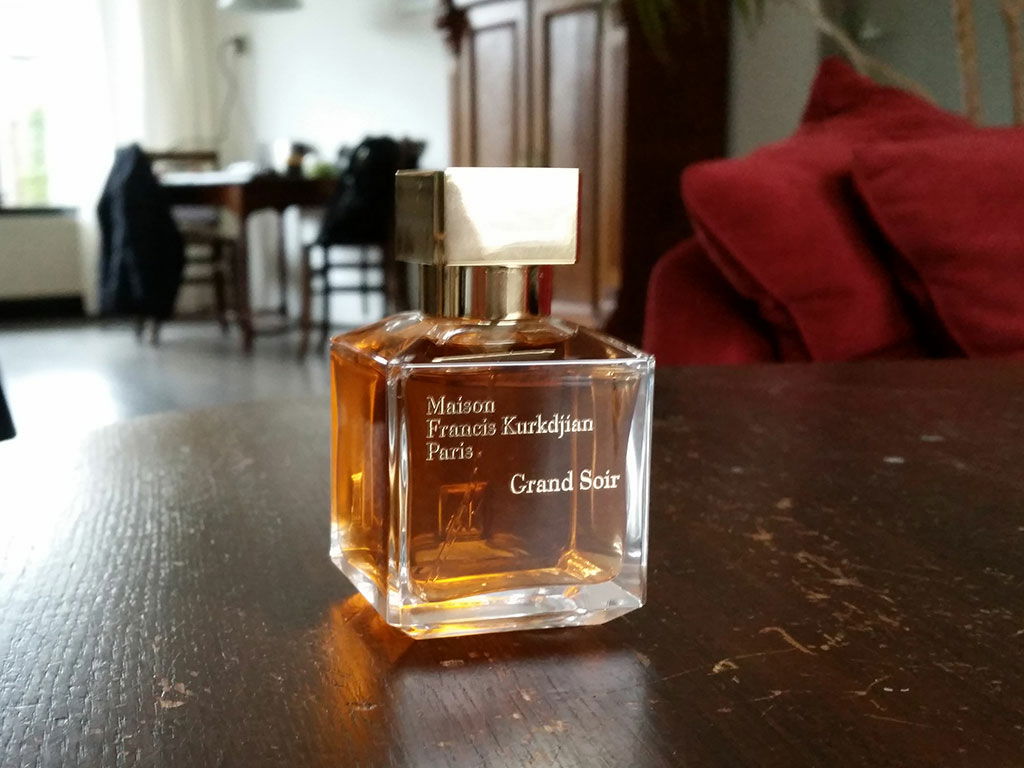 Maison
Francis Kurkdjian
Paris
Grand Soir